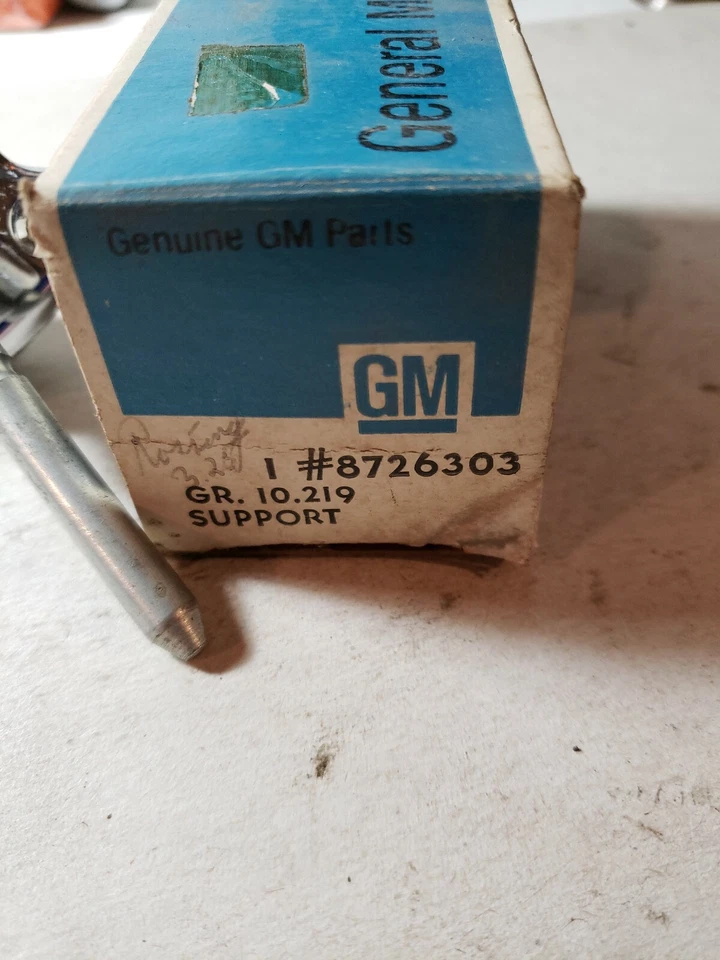 General M
Genuine GM Parts
GM
1 #8726303
GR. 10.219
SUPPORT